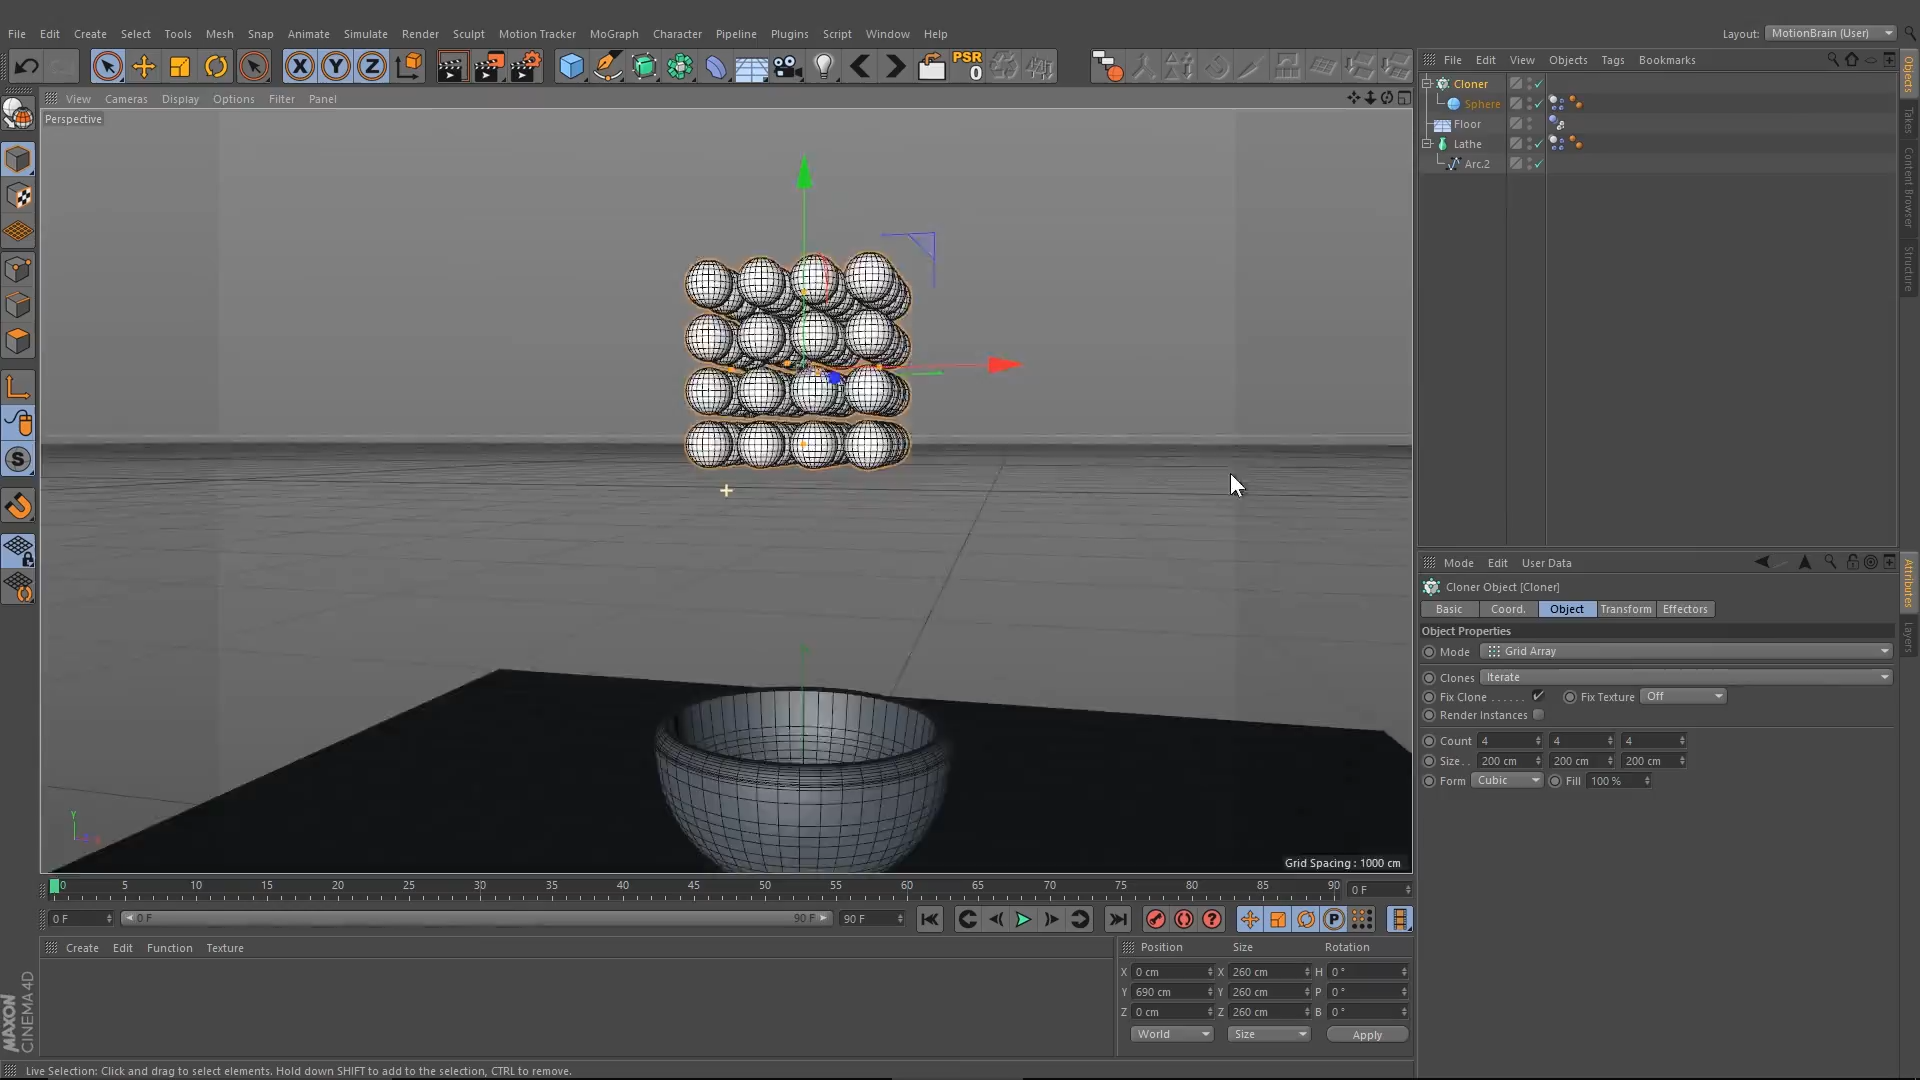 File Edit Create Select Tools Mesh Snap Animate Simulate Render Sculpt Motion Tracker MoGraph Character Pipeline Plugins Script Window Help
Layout: MotionBrain (User)
X Y Z PSR 0
File Edit View Objects Tags Bookmarks
View Cameras Display Options Filter Panel
Perspective
Cloner
Sphere
Floor
Lathe
Arc.2
Objects
Takes
Content Browser
Structure
S
Mode Edit User Data
Cloner Object [Cloner]
Basic Coord. Object Transform Effectors
Object Properties
Mode Grid Array
Clones Iterate
Fix Clone . . . . . . Fix Texture Off
Render Instances
Count 4 4 4
Size . . 200 cm 200 cm 200 cm
Form Cubic Fill 100 %
Attributes
Layers
Y
Grid Spacing : 1000 cm
0 5 10 15 20 25 30 35 40 45 50 55 60 65 70 75 80 85 90 0 F
0 F 0 F 90 F 90 F
P
Create Edit Function Texture
Position Size Rotation
X 0 cm X 260 cm H 0 °
Y 690 cm Y 260 cm P 0 °
Z 0 cm Z 260 cm B 0 °
World Size Apply
MAXON
CINEMA 4D
Live Selection: Click and drag to select elements. Hold down SHIFT to add to the selection, CTRL to remove.